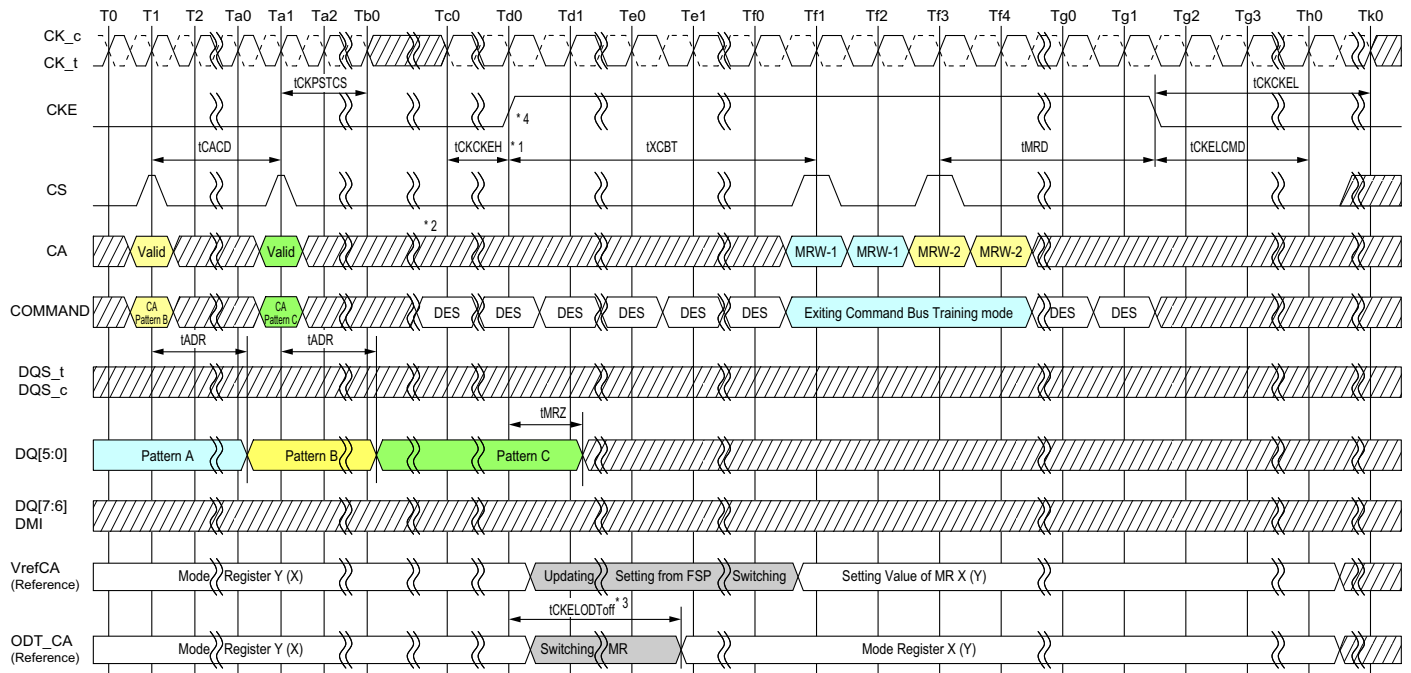 T0 T1 T2 Ta0 Ta1 Ta2 Tb0 Tc0 Td0 Td1 Te0 Te1 Tf0 Tf1 Tf2 Tf3 Tf4 Tg0 Tg1 Tg2 Tg3 Th0 Tk0
CK_c
CK_t
tCKPSTCS tCKCKEL
CKE
* 4
tCACD tCKCKEH * 1 tXCBT tMRD tCKELCMD
CS
* 2
CA Valid Valid MRW-1 MRW-1 MRW-2 MRW-2
COMMAND CA Pattern B CA Pattern C DES DES DES DES DES DES Exiting Command Bus Training mode DES DES
tADR tADR
DQS_t
DQS_c
tMRZ
DQ[5:0] Pattern A Pattern B Pattern C
DQ[7:6]
DMI
VrefCA Mode Register Y (X) Updating Setting from FSP Switching Setting Value of MR X (Y)
(Reference)
tCKELODToff * 3
ODT_CA Mode Register Y (X) Switching MR Mode Register X (Y)
(Reference)